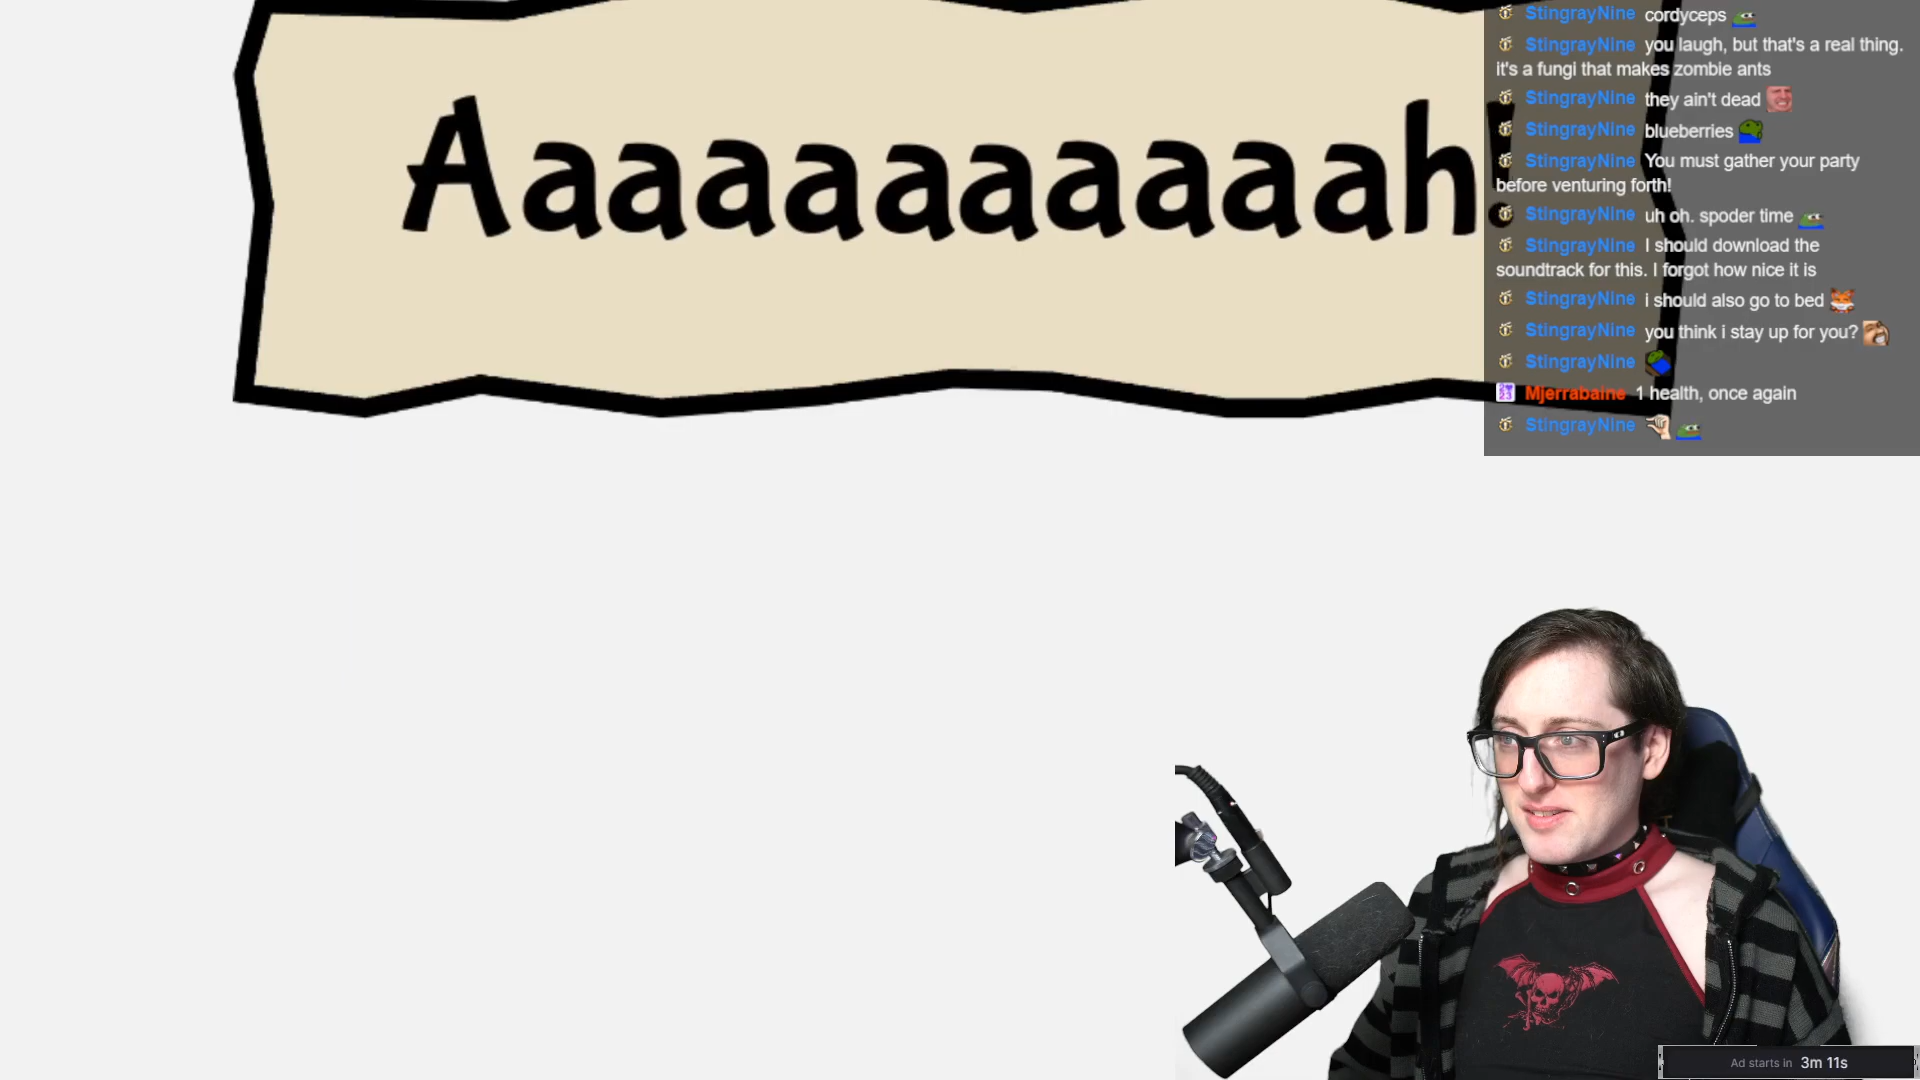 Aaaaaaaaaaah!
StingrayNine cordyceps
StingrayNine you laugh, but that's a real thing.
it's a fungi that makes zombie ants
StingrayNine they ain't dead
StingrayNine blueberries
StingrayNine You must gather your party
before venturing forth!
StingrayNine uh oh. spoder time
StingrayNine I should download the
soundtrack for this. I forgot how nice it is
StingrayNine i should also go to bed
StingrayNine you think i stay up for you?
StingrayNine
Mjerrabaine 1 health, once again
StingrayNine
Ad starts in 3m 11s